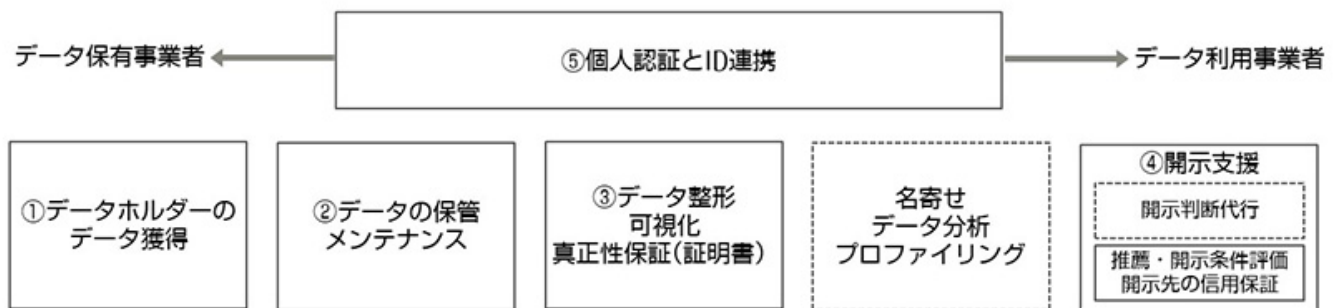 データ保有事業者
⑤個人認証とID連携
データ利用事業者
①データホルダーの
データ獲得
②データの保管
メンテナンス
③データ整形
可視化
真正性保証(証明書)
名寄せ
データ分析
プロファイリング
④開示支援
開示判断代行
推薦・開示条件評価
開示先の信用保証